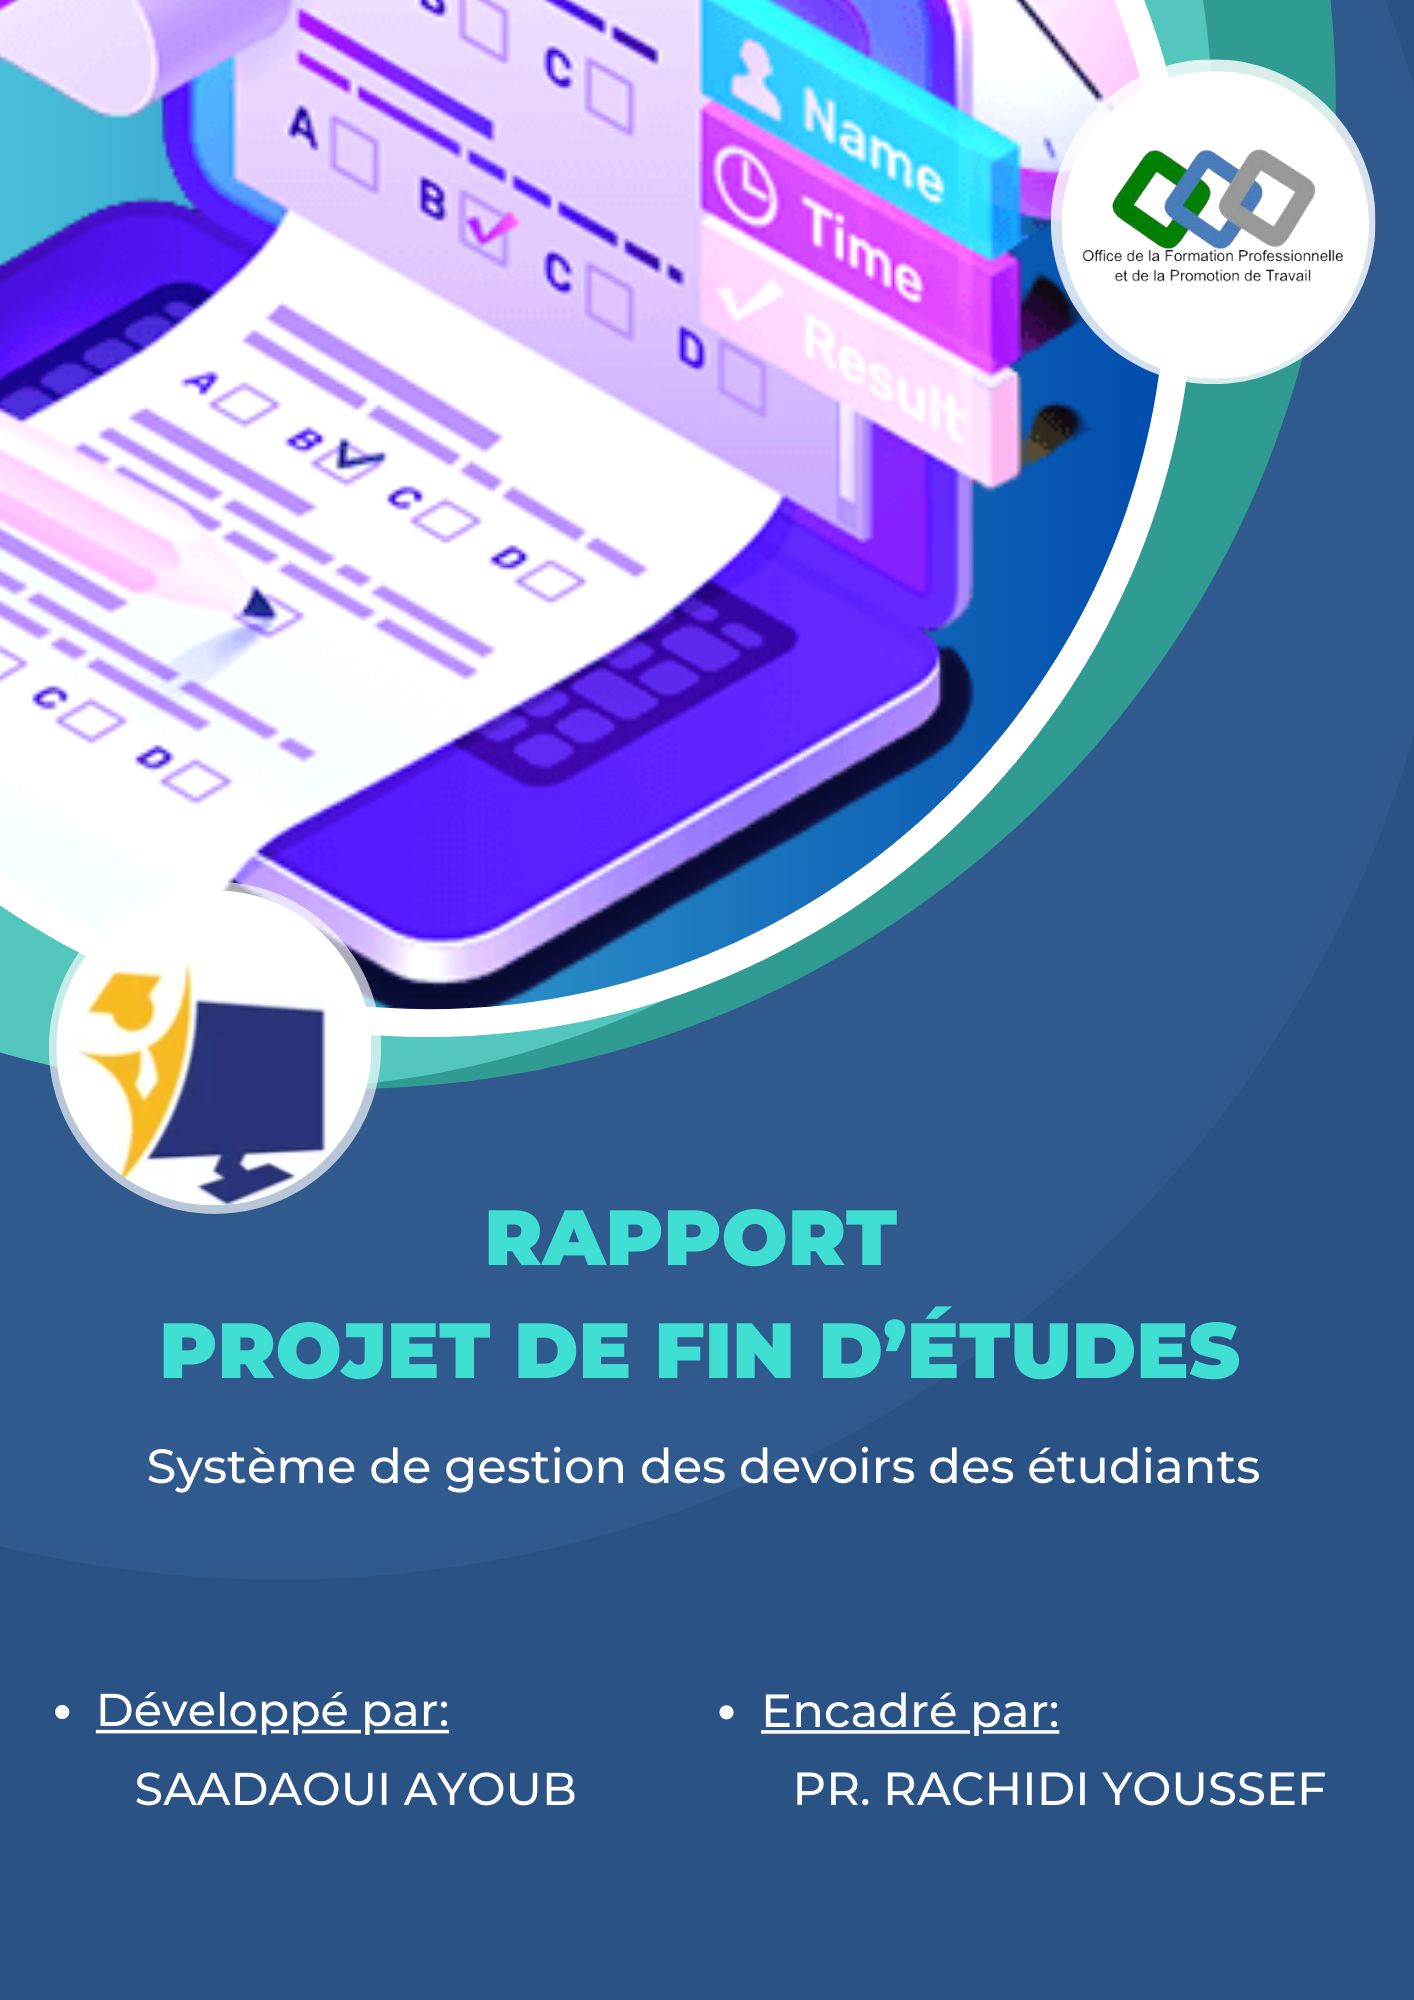 B
C
A
B
C
D
Name
Time
Result
Office de la Formation Professionnelle
et de la Promotion de Travail
A
B
C
D
C
D
RAPPORT
PROJET DE FIN D’ÉTUDES
Système de gestion des devoirs des étudiants
• Développé par:
SAADAOUI AYOUB
• Encadré par:
PR. RACHIDI YOUSSEF